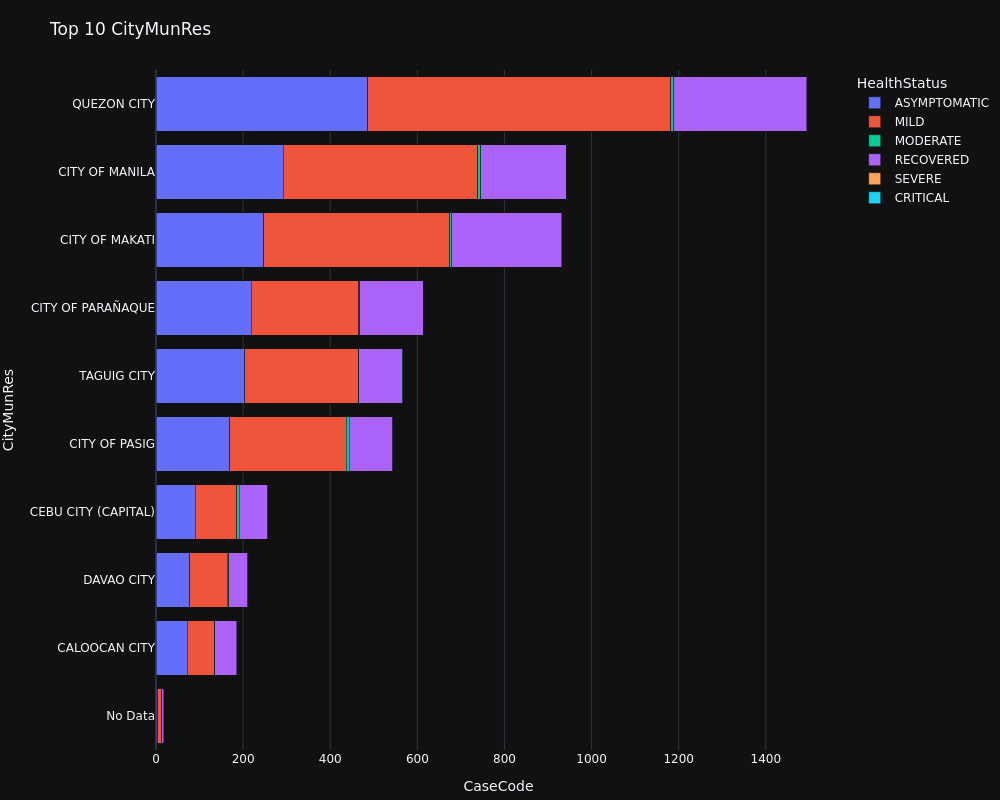 Top 10 CityMunRes
HealthStatus
ASYMPTOMATIC
MILD
MODERATE
RECOVERED
SEVERE
CRITICAL
CityMunRes
QUEZON CITY
CITY OF MANILA
CITY OF MAKATI
CITY OF PARAÑAQUE
TAGUIG CITY
CITY OF PASIG
CEBU CITY (CAPITAL)
DAVAO CITY
CALOOCAN CITY
No Data
0 200 400 600 800 1000 1200 1400
CaseCode